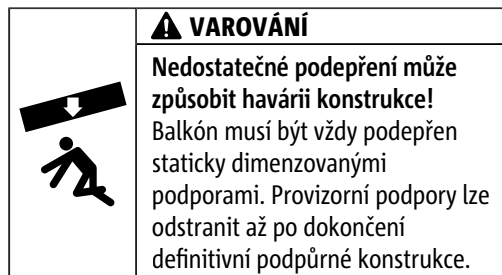 VAROVÁNÍ
Nedostatečné podepření může
způsobit havárii konstrukce!
Balkón musí být vždy podepřen
staticky dimenzovanými
podporami. Provizorní podpory lze
odstranit až po dokončení
definitivní podpůrné konstrukce.